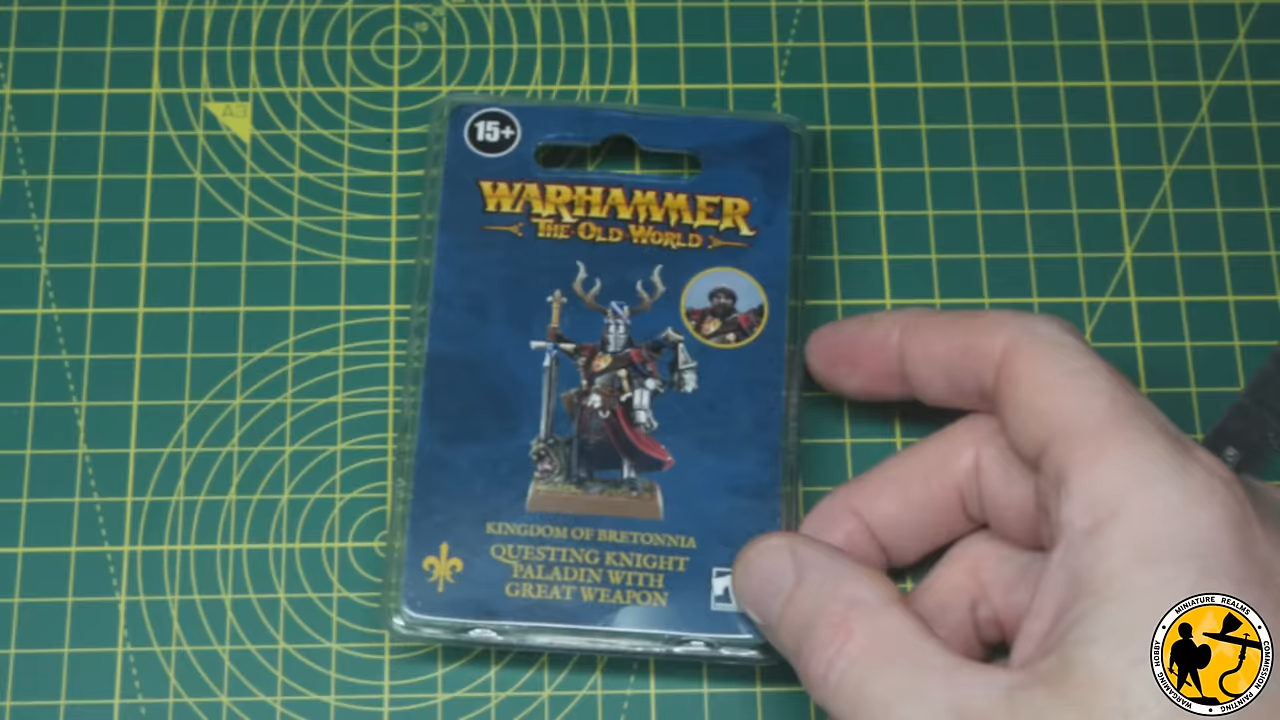 A3
15+
WARHAMMER
THE OLD WORLD
KINGDOM OF BRETONNIA
QUESTING KNIGHT
PALADIN WITH
GREAT WEAPON
MINIATURE REALMS
WARGAMING HOBBY
COMMISSION PAINTING